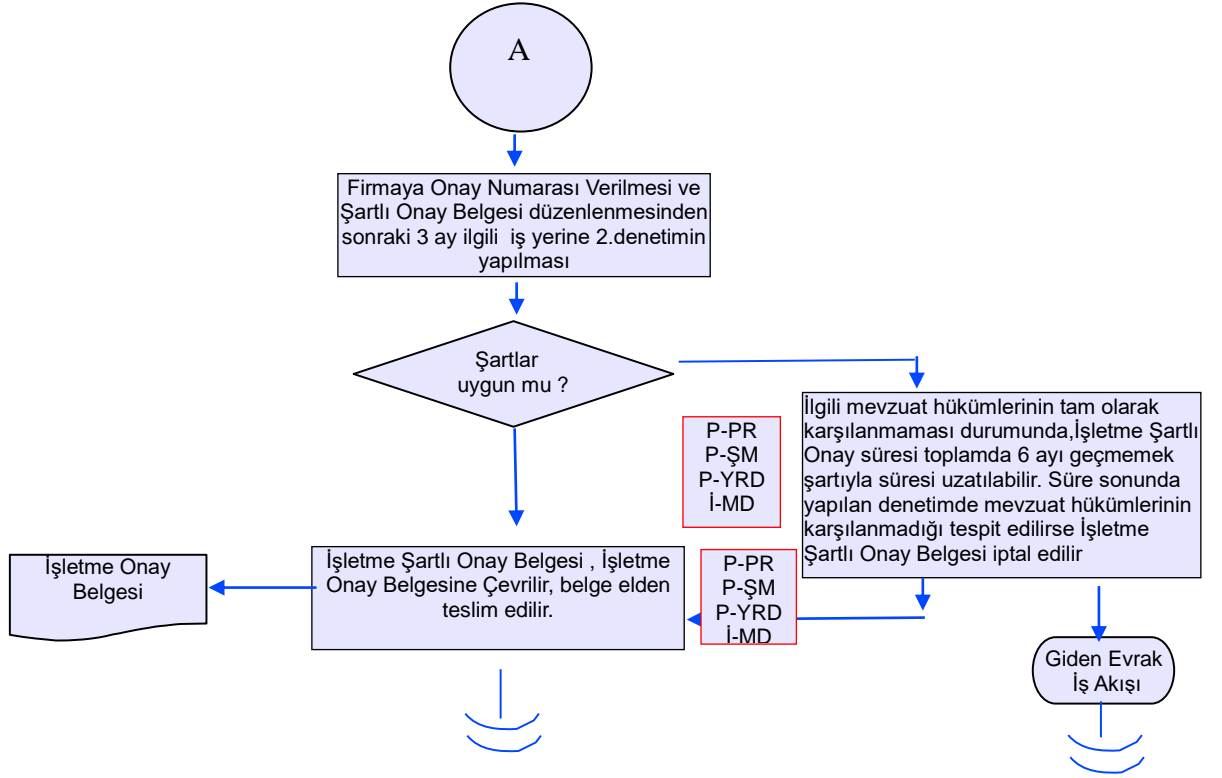 A
Firmaya Onay Numarası Verilmesi ve
Şartlı Onay Belgesi düzenlenmesinden
sonraki 3 ay ilgili iş yerine 2.denetimin
yapılması
Şartlar
uygun mu ?
İlgili mevzuat hükümlerinin tam olarak
karşılanmaması durumunda,İşletme Şartlı
Onay süresi toplamda 6 ayı geçmemek
şartıyla süresi uzatılabilir. Süre sonunda
yapılan denetimde mevzuat hükümlerinin
karşılanmadığı tespit edilirse İşletme
Şartlı Onay Belgesi iptal edilir
P-PR
P-ŞM
P-YRD
İ-MD
İşletme Onay
Belgesi
İşletme Şartlı Onay Belgesi , İşletme
Onay Belgesine Çevrilir, belge elden
teslim edilir.
P-PR
P-ŞM
P-YRD
İ-MD
Giden Evrak
İş Akışı